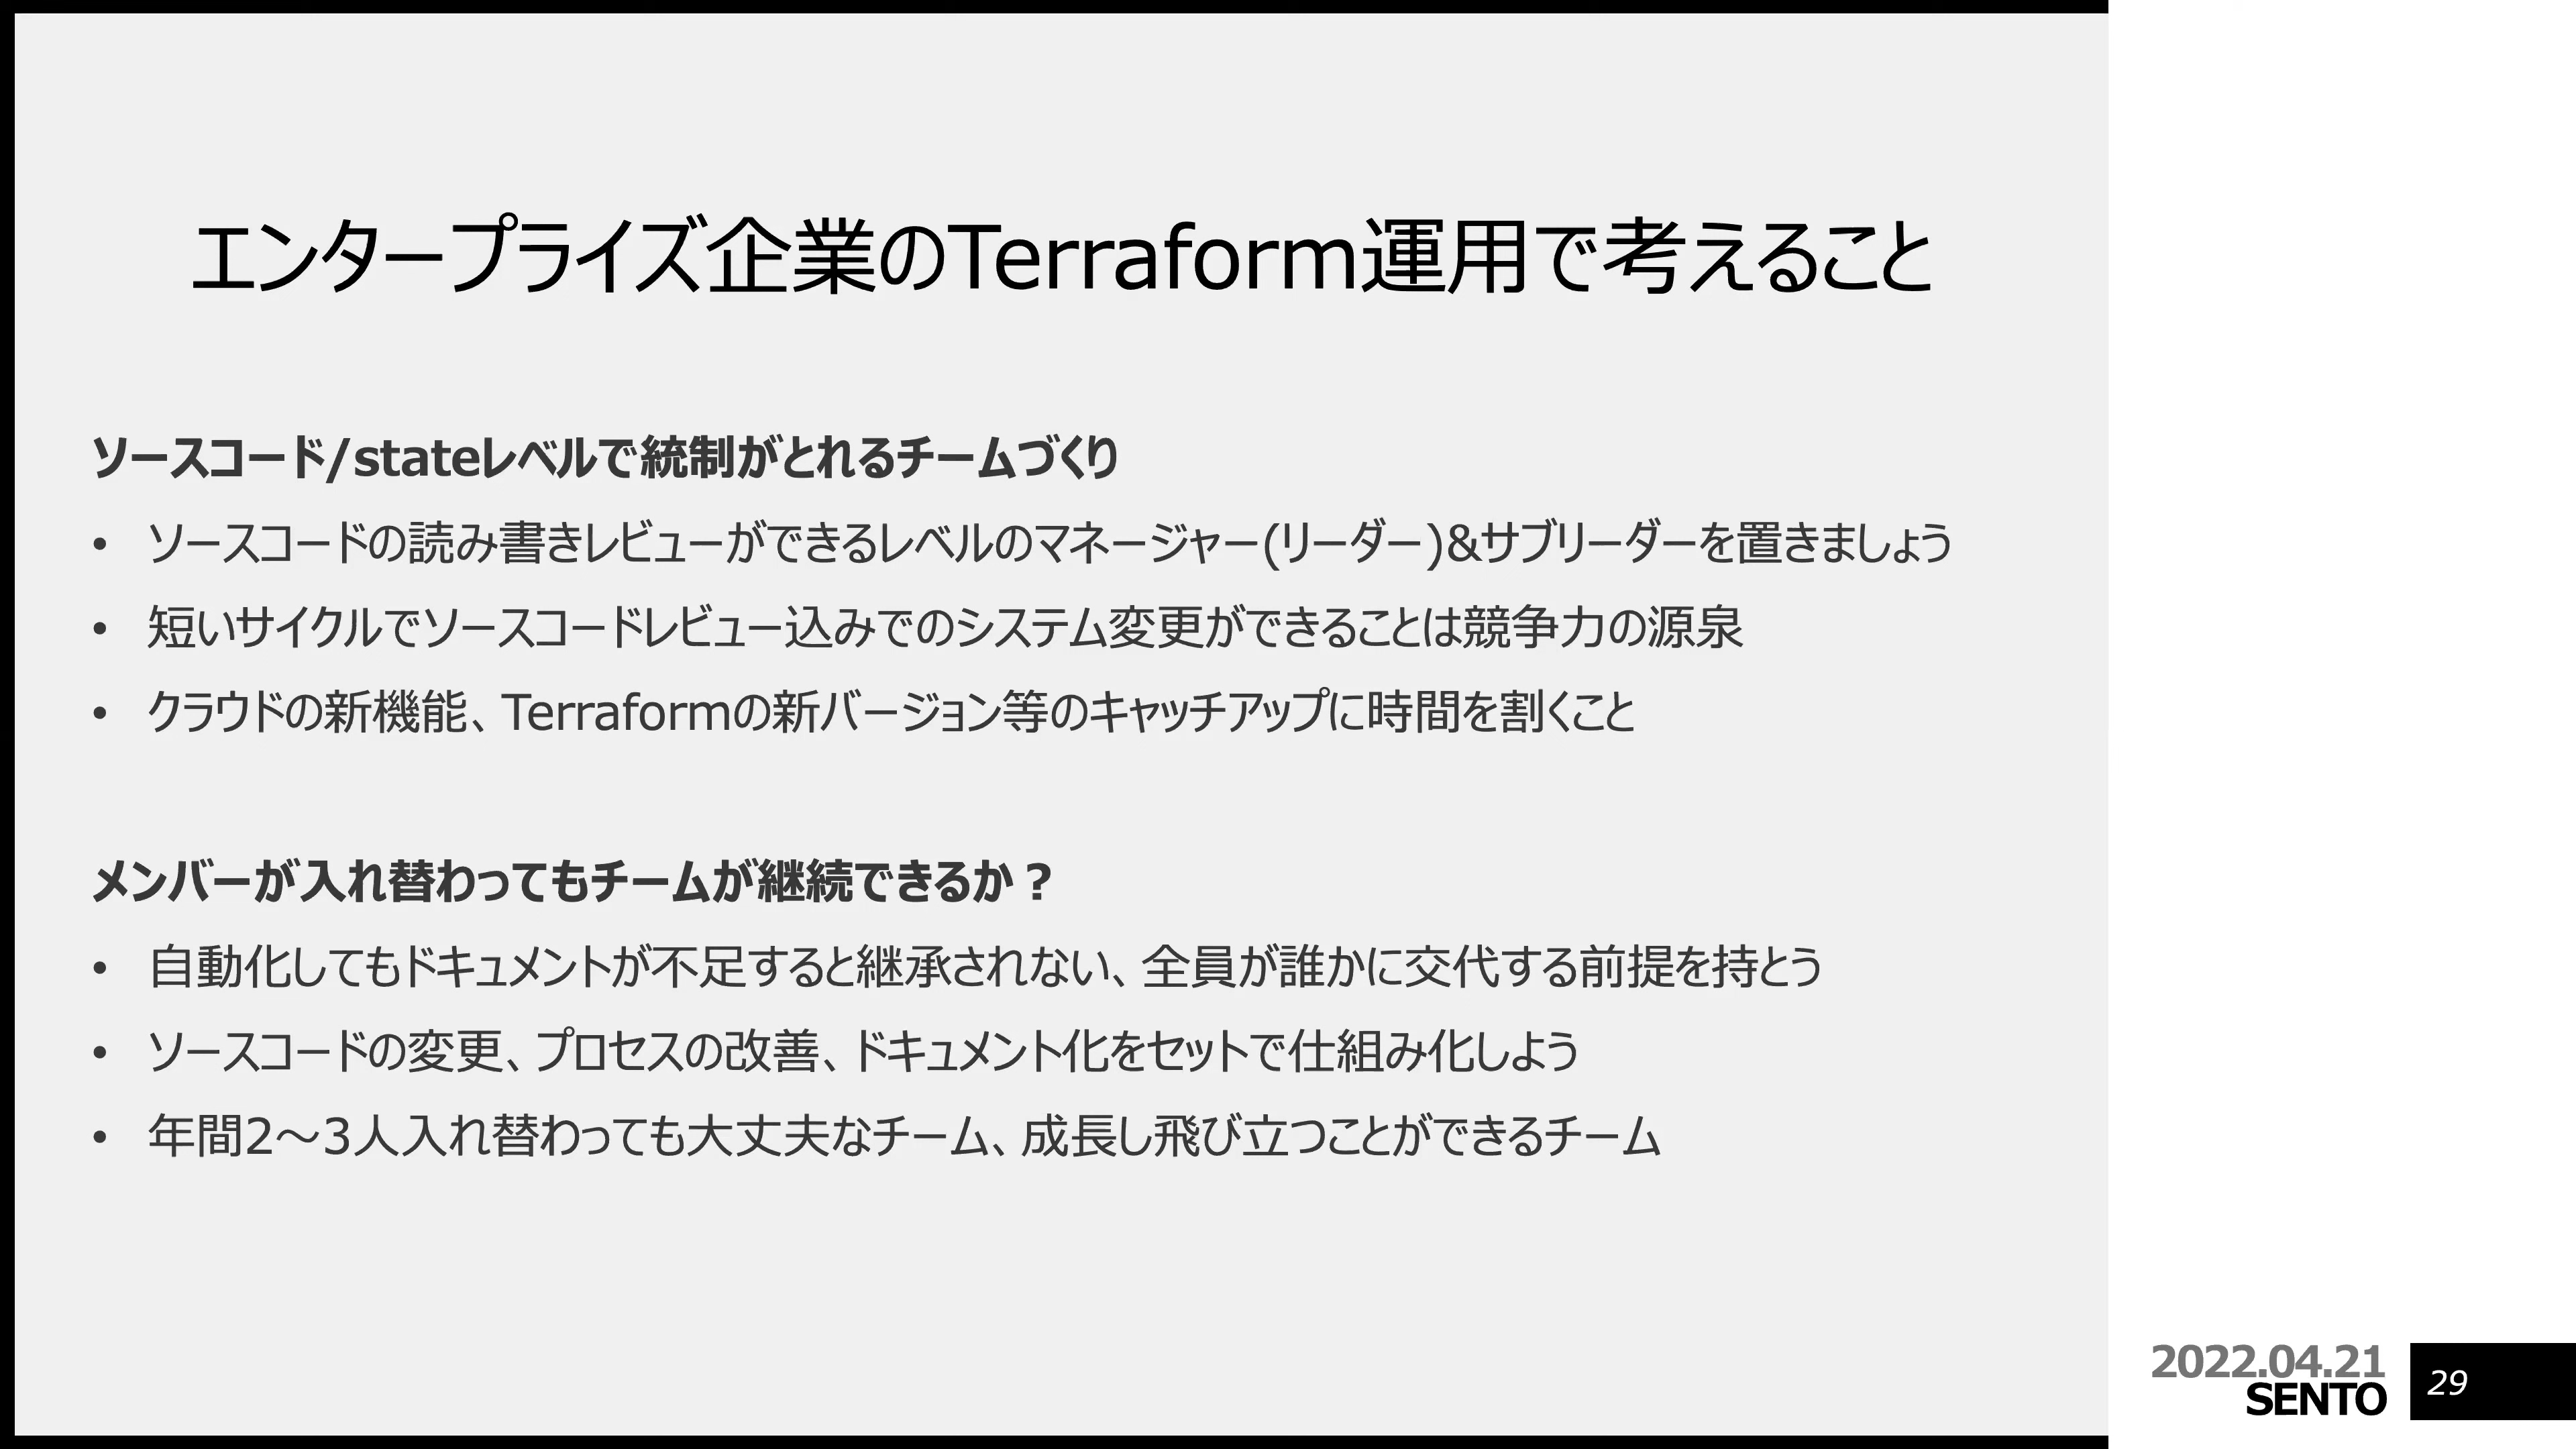 エンタープライズ企業のTerraform運用で考えること
ソースコード/stateレベルで統制がとれるチームづくり
• ソースコードの読み書きレビューができるレベルのマネージャー(リーダー)&サブリーダーを置きましょう
• 短いサイクルでソースコードレビュー込みでのシステム変更ができることは競争力の源泉
• クラウドの新機能、Terraformの新バージョン等のキャッチアップに時間を割くこと
メンバーが入れ替わってもチームが継続できるか？
• 自動化してもドキュメントが不足すると継承されない、全員が誰かに交代する前提を持とう
• ソースコードの変更、プロセスの改善、ドキュメント化をセットで仕組み化しよう
• 年間2～3人入れ替わっても大丈夫なチーム、成長し飛び立つことができるチーム
2022.04.21
SENTO
29